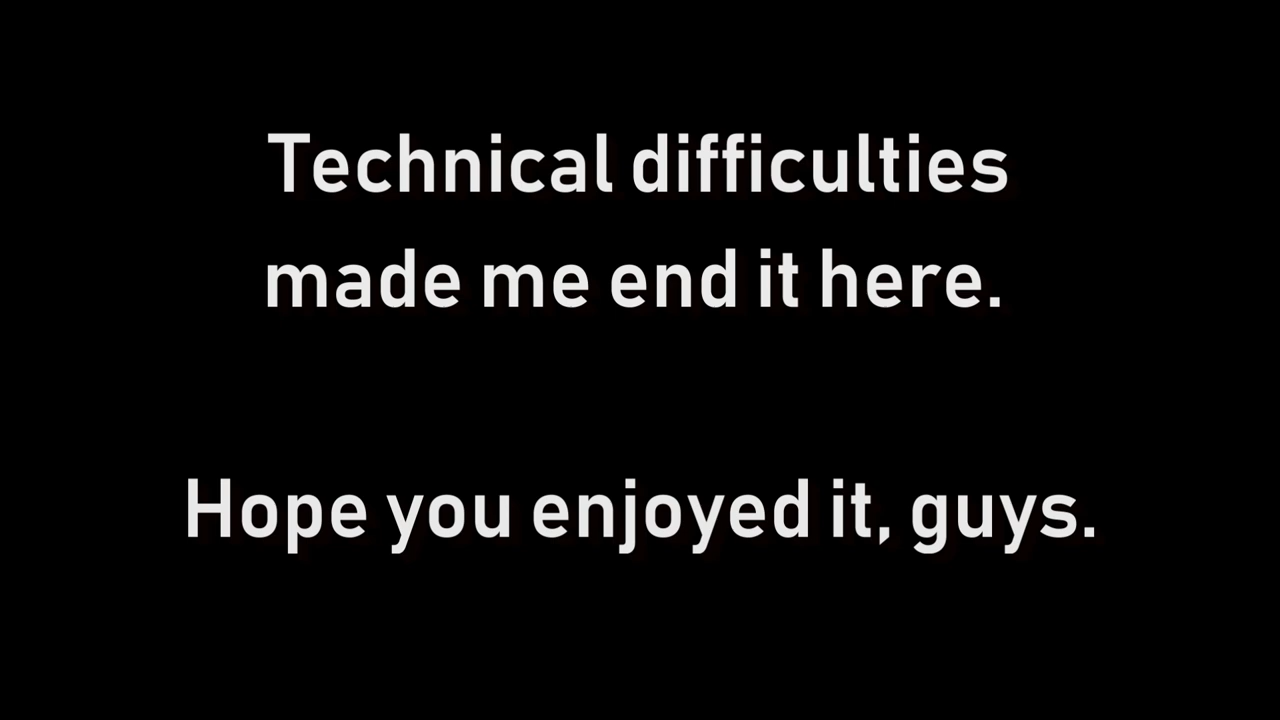 Technical difficulties
made me end it here.
Hope you enjoyed it, guys.